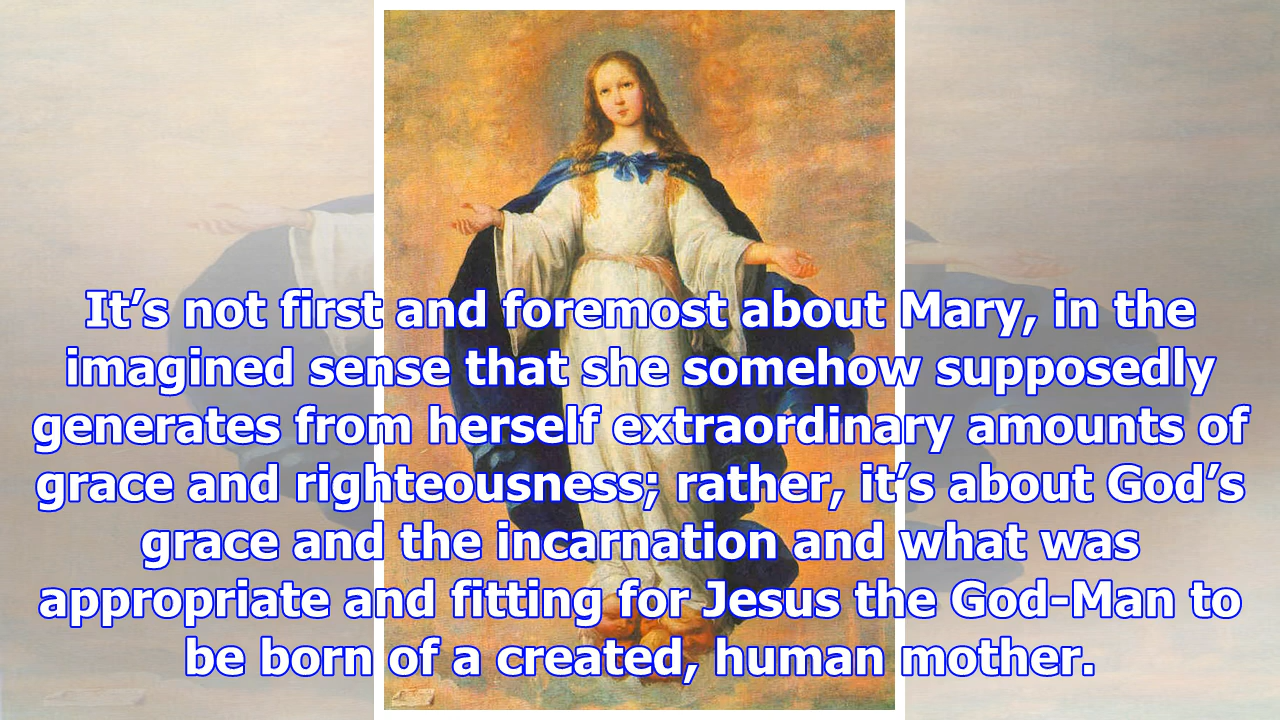 It’s not first and foremost about Mary, in the
imagined sense that she somehow supposedly
generates from herself extraordinary amounts of
grace and righteousness; rather, it’s about God’s
grace and the incarnation and what was
appropriate and fitting for Jesus the God-Man to
be born of a created, human mother.